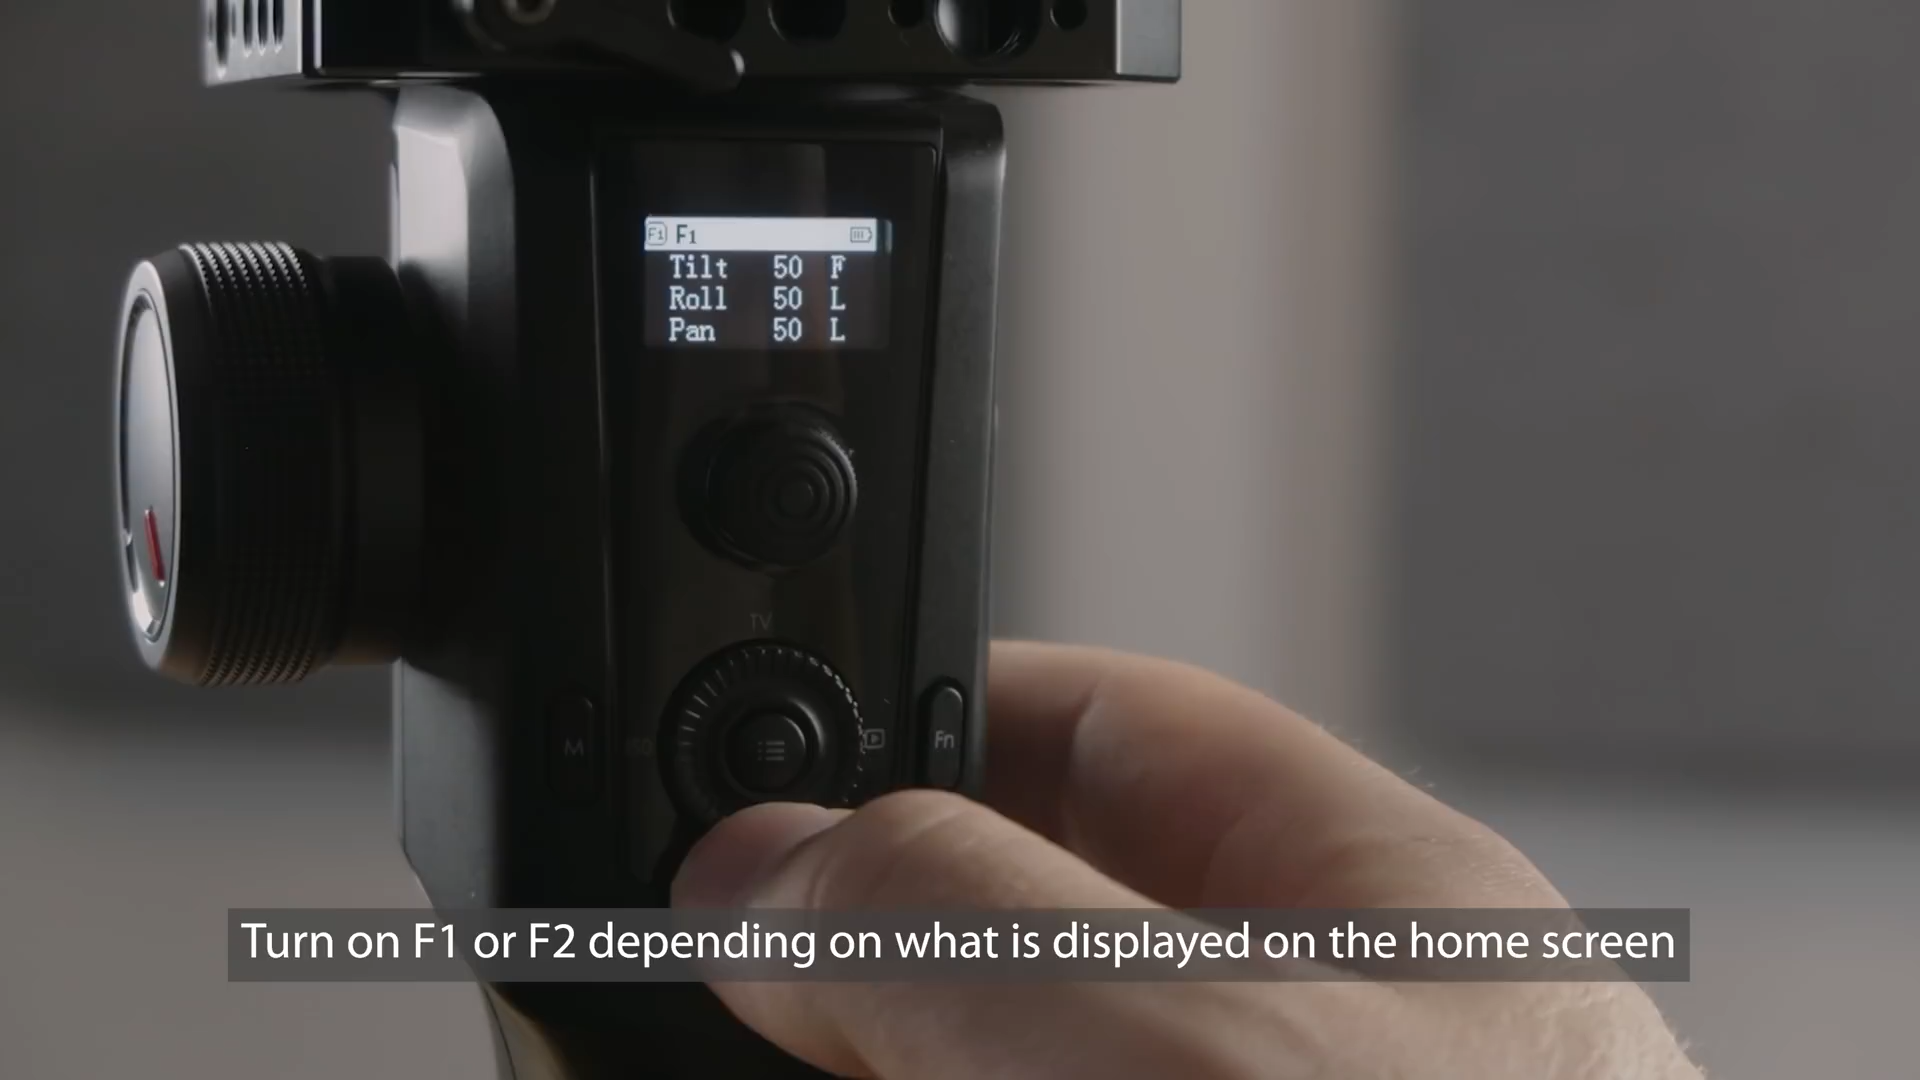 F1 F1
Tilt 50 F
Roll 50 L
Pan 50 L
TV
M
Fn
Turn on F1 or F2 depending on what is displayed on the home screen